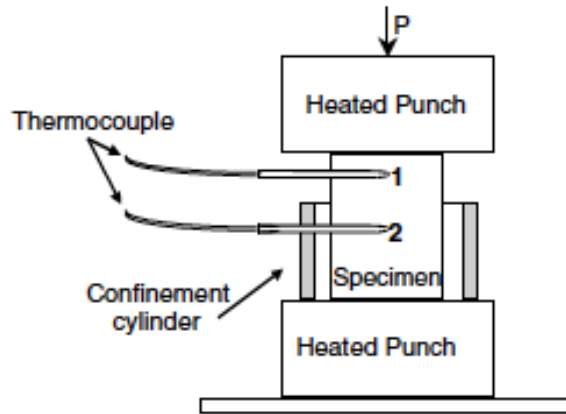 P
Heated Punch
Thermocouple
1
2
Specimen
Confinement
cylinder
Heated Punch